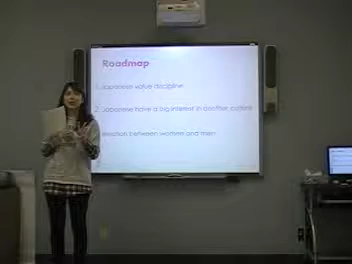 Roadmap
1. Japanese value discipline
2. Japanese have a big interest in another culture
relation between women and men